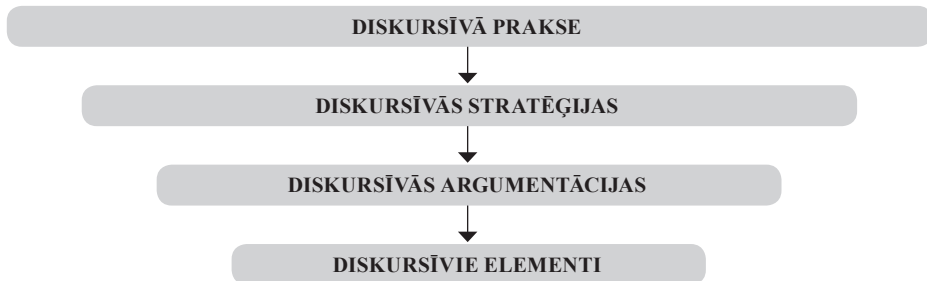 DISKURSĪVĀ PRAKSE
DISKURSĪVĀS STRATĒĢIJAS
DISKURSĪVĀS ARGUMENTĀCIJAS
DISKURSĪVIE ELEMENTI